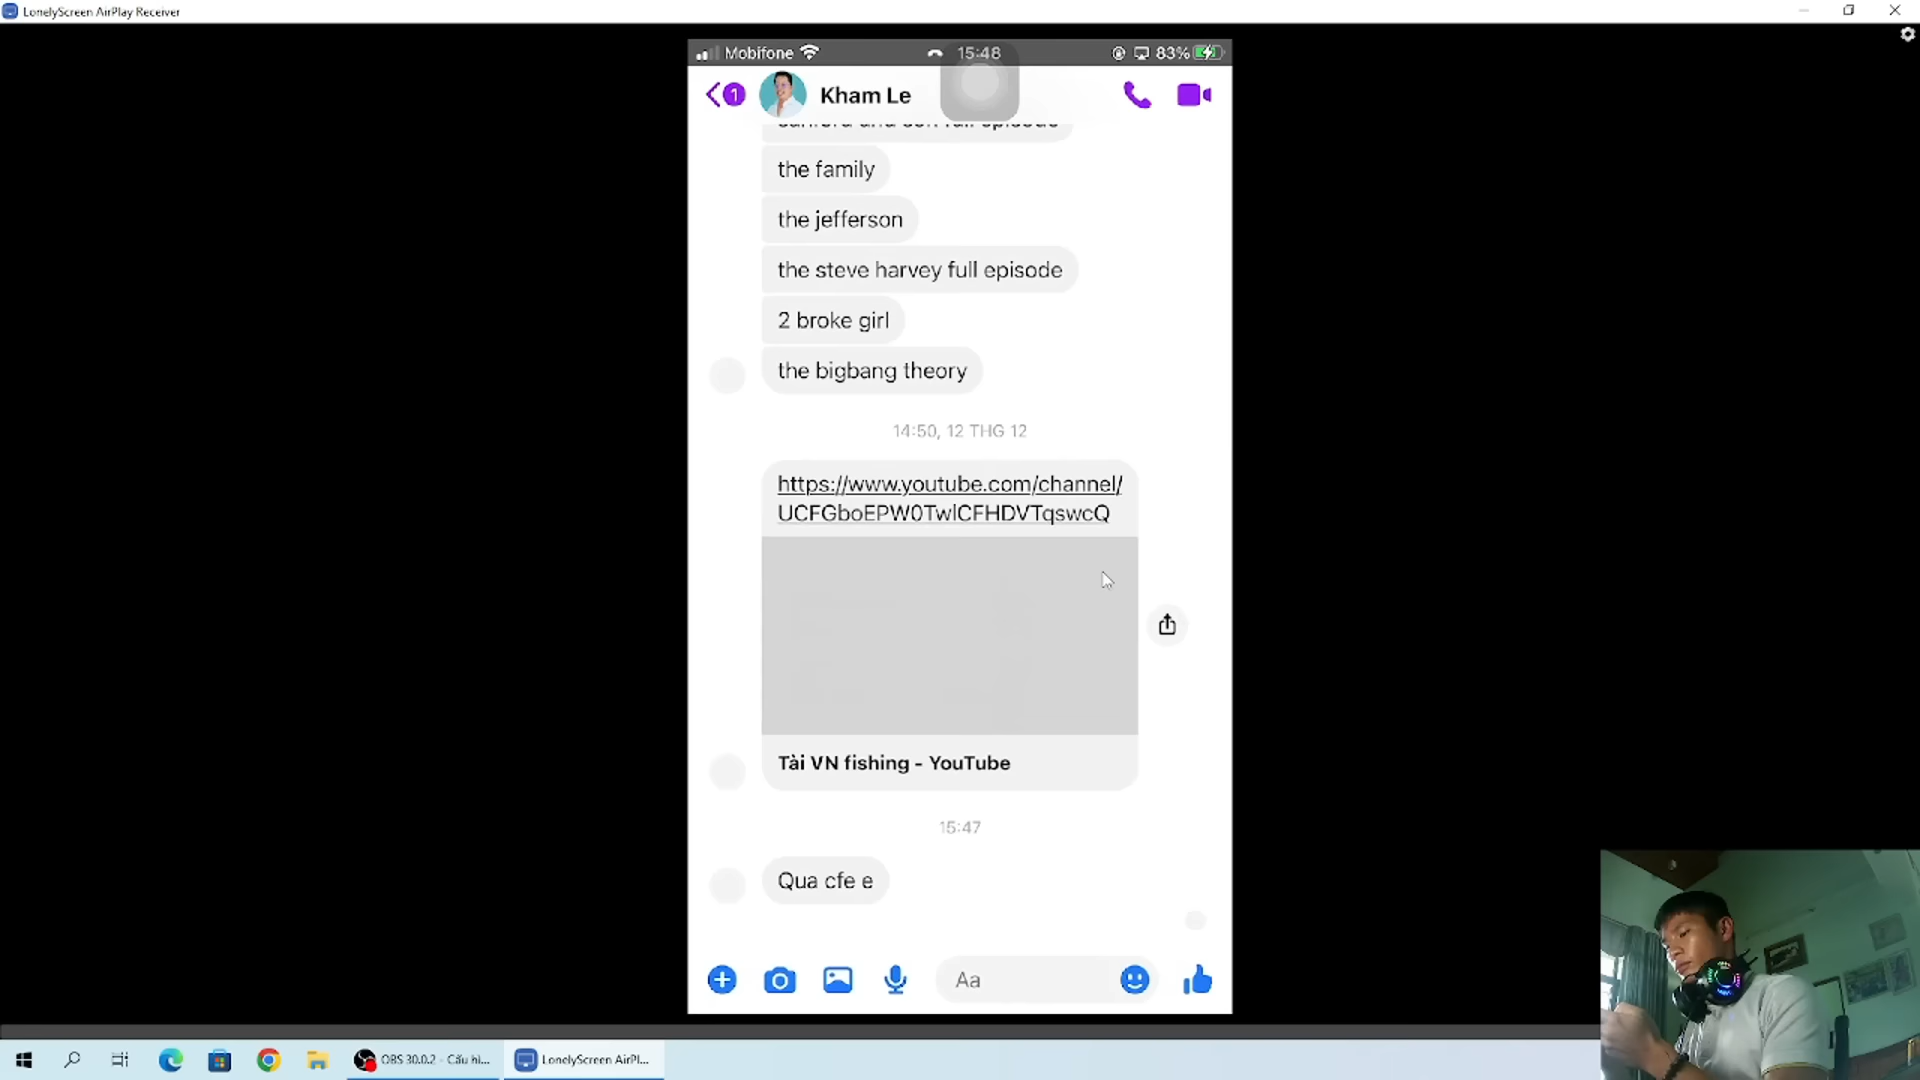 LonelyScreen AirPlay Receiver
Mobifone 15:48 83%
1 Kham Le
the family
the jefferson
the steve harvey full episode
2 broke girl
the bigbang theory
14:50, 12 THG 12
https://www.youtube.com/channel/
UCFGboEPW0TwlCFHDVTqswcQ
Tài VN fishing - YouTube
15:47
Qua cfe e
Aa
OBS 30.0.2 - Cấu hì...
LonelyScreen AirPl...